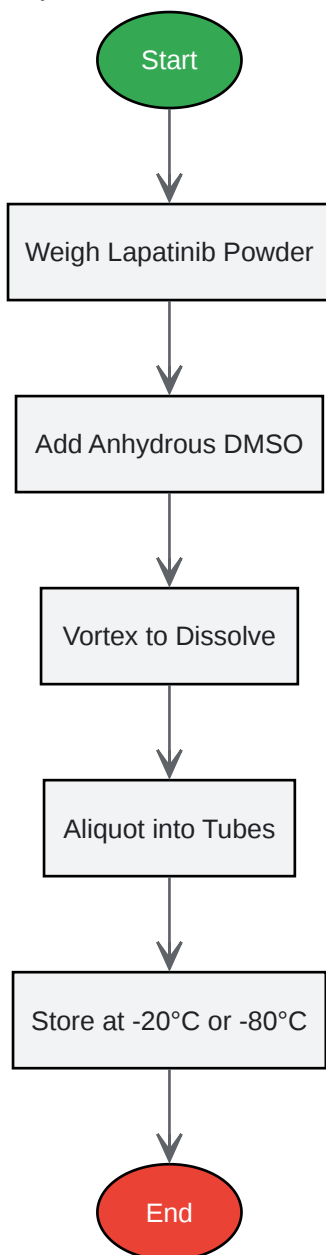 Start
Weigh Lapatinib Powder
Add Anhydrous DMSO
Vortex to Dissolve
Aliquot into Tubes
Store at -20°C or -80°C
End